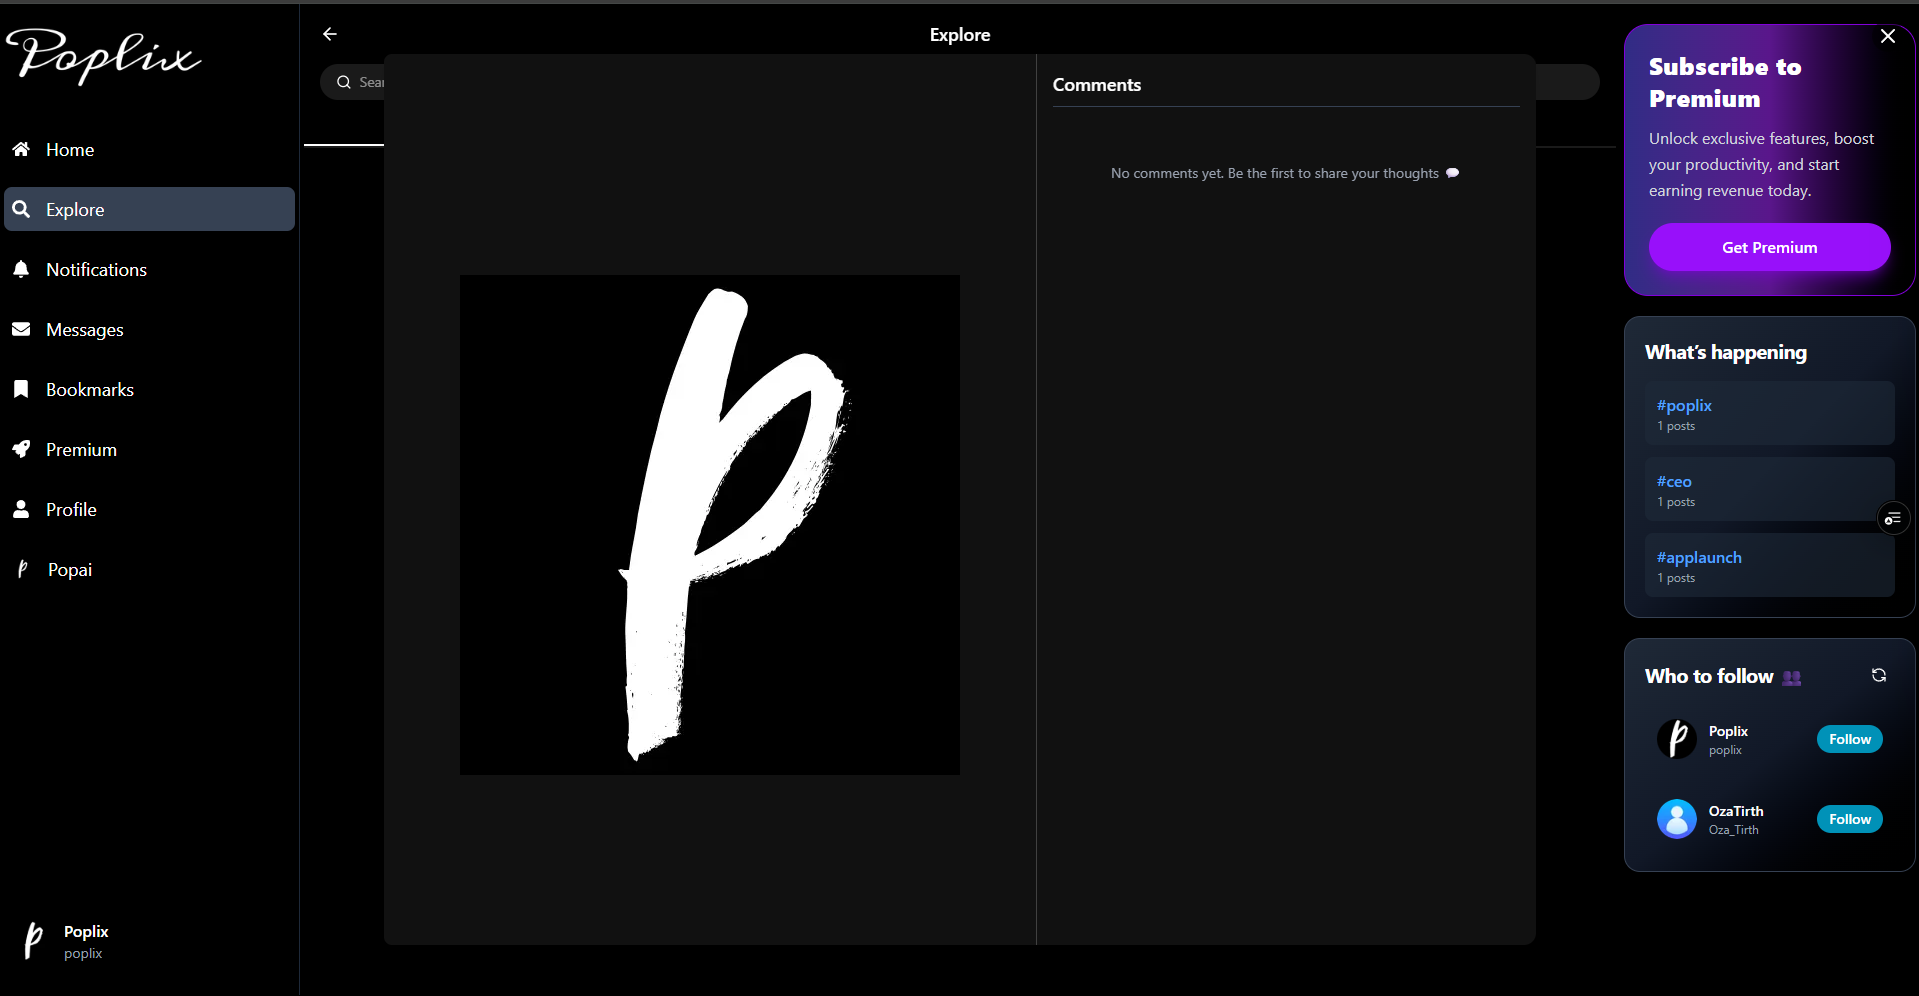 Poplix
Home
Explore
Notifications
Messages
Bookmarks
Premium
Profile
Popai
Poplix
poplix
Explore
Sear
Comments
No comments yet. Be the first to share your thoughts 💬
Subscribe to
Premium
Unlock exclusive features, boost
your productivity, and start
earning revenue today.
Get Premium
What's happening
#poplix
1 posts
#ceo
1 posts
#applaunch
1 posts
Who to follow 👥
Poplix
poplix
Follow
OzaTirth
Oza_Tirth
Follow